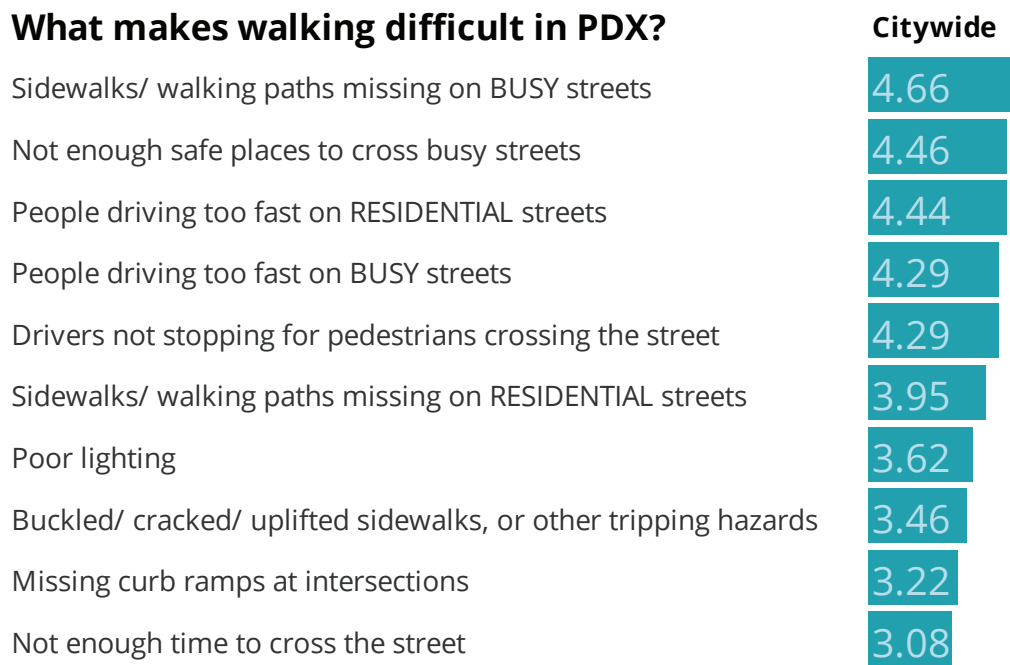 What makes walking difficult in PDX? Citywide
Sidewalks/ walking paths missing on BUSY streets 4.66
Not enough safe places to cross busy streets 4.46
People driving too fast on RESIDENTIAL streets 4.44
People driving too fast on BUSY streets 4.29
Drivers not stopping for pedestrians crossing the street 4.29
Sidewalks/ walking paths missing on RESIDENTIAL streets 3.95
Poor lighting 3.62
Buckled/ cracked/ uplifted sidewalks, or other tripping hazards 3.46
Missing curb ramps at intersections 3.22
Not enough time to cross the street 3.08